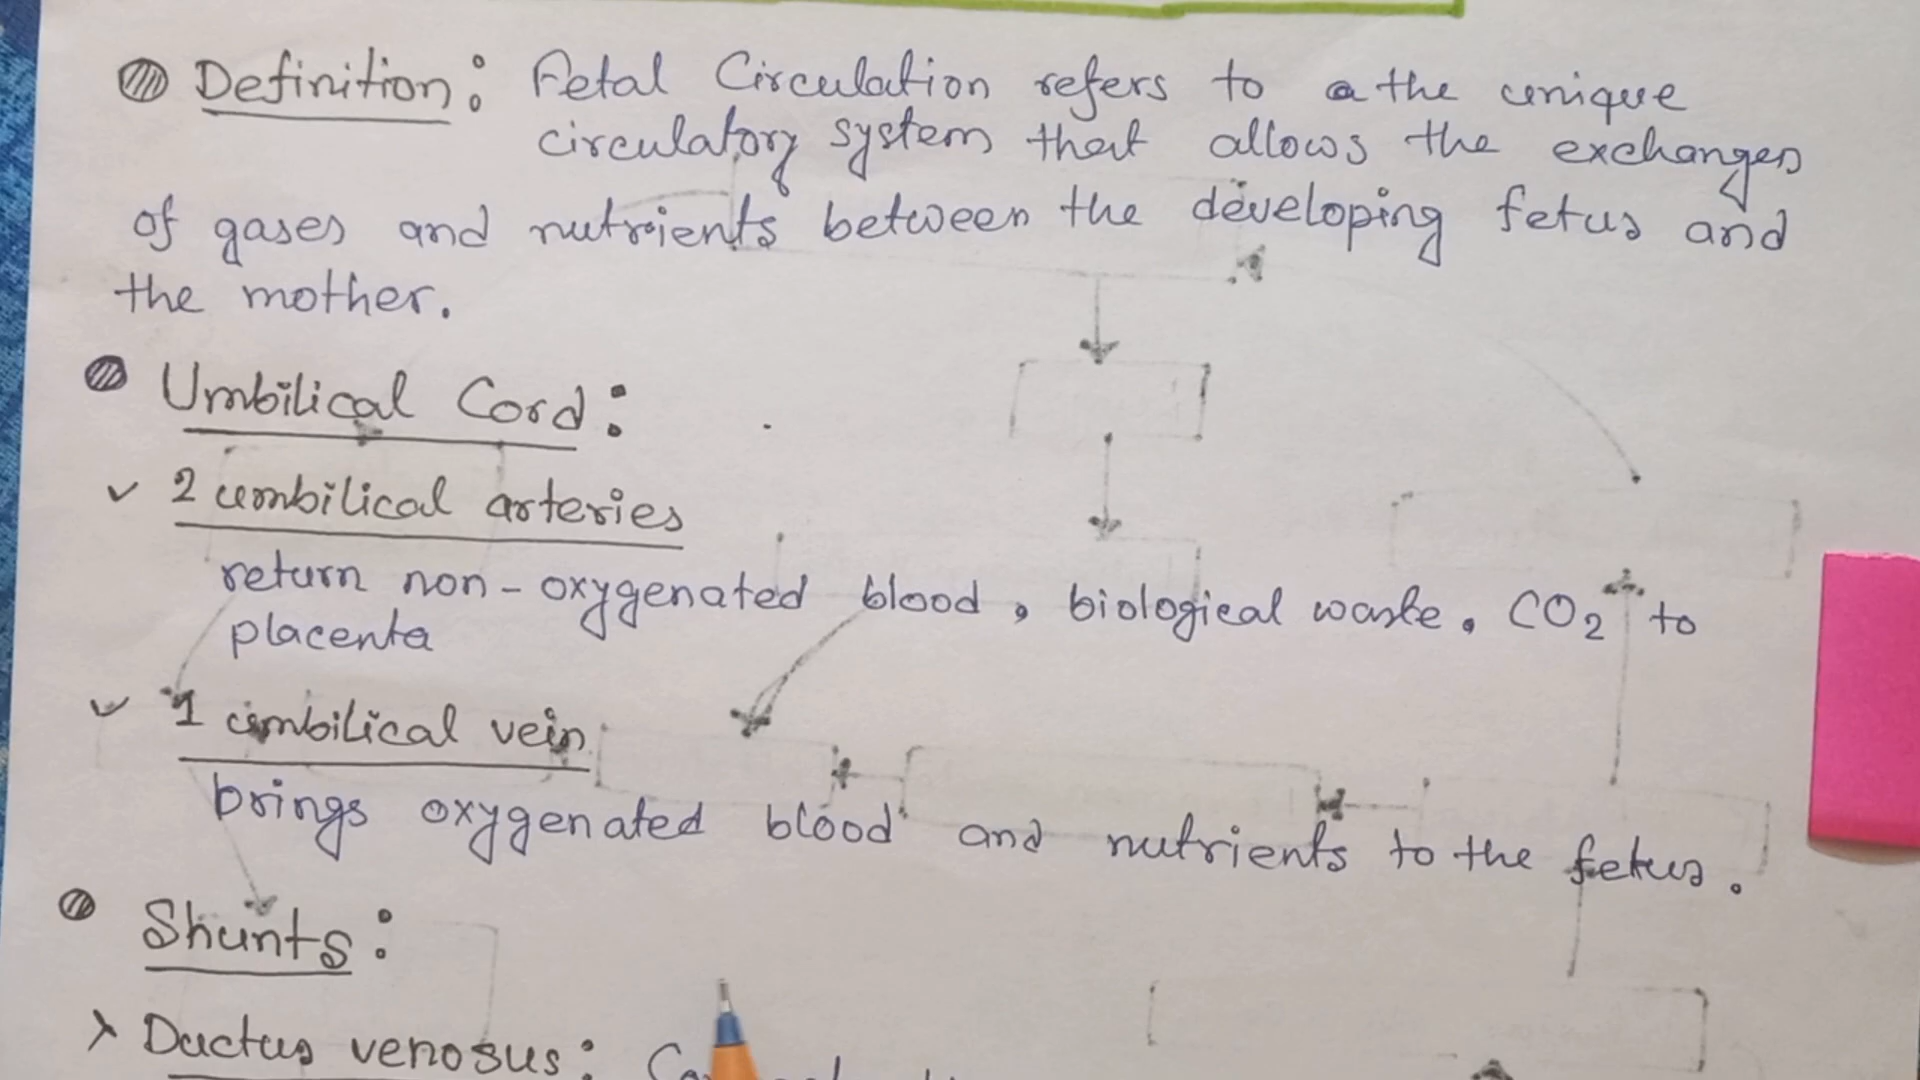 Definition: Fetal Circulation refers to a the unique
circulatory system that allows the exchanges
of gases and nutrients between the developing fetus and
the mother.
Umbilical Cord:
✓ 2 umbilical arteries
return non-oxygenated blood, biological waste, CO2 to
placenta
✓ 1 umbilical vein
brings oxygenated blood and nutrients to the fetus.
Shunts:
> Ductus venosus: